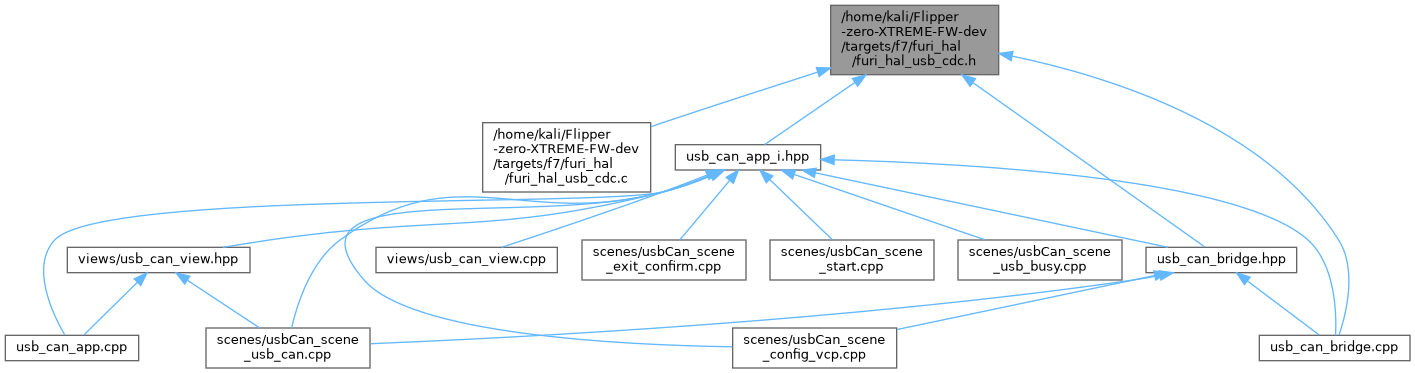 /home/kali/Flipper
-zero-XTREME-FW-dev
/targets/f7/furi_hal
/furi_hal_usb_cdc.h
/home/kali/Flipper
-zero-XTREME-FW-dev
/targets/f7/furi_hal
/furi_hal_usb_cdc.c
usb_can_app_i.hpp
views/usb_can_view.hpp
views/usb_can_view.cpp
scenes/usbCan_scene
_exit_confirm.cpp
scenes/usbCan_scene
_start.cpp
scenes/usbCan_scene
_usb_busy.cpp
usb_can_bridge.hpp
usb_can_app.cpp
scenes/usbCan_scene
_usb_can.cpp
scenes/usbCan_scene
_config_vcp.cpp
usb_can_bridge.cpp